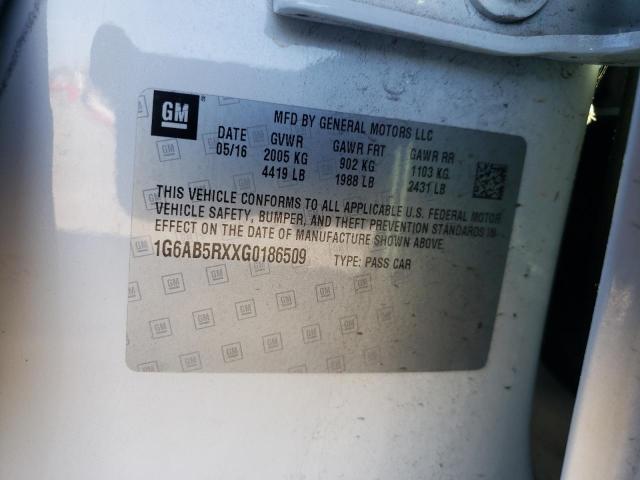 GM ®
MFD BY GENERAL MOTORS LLC
DATE GVWR GAWR FRT GAWR RR
05/16 2005 KG 902 KG 1103 KG
4419 LB 1988 LB 2431 LB
THIS VEHICLE CONFORMS TO ALL APPLICABLE U.S. FEDERAL MOTOR
VEHICLE SAFETY, BUMPER, AND THEFT PREVENTION STANDARDS IN
EFFECT ON THE DATE OF MANUFACTURE SHOWN ABOVE.
1G6AB5RXXG0186509 TYPE: PASS CAR